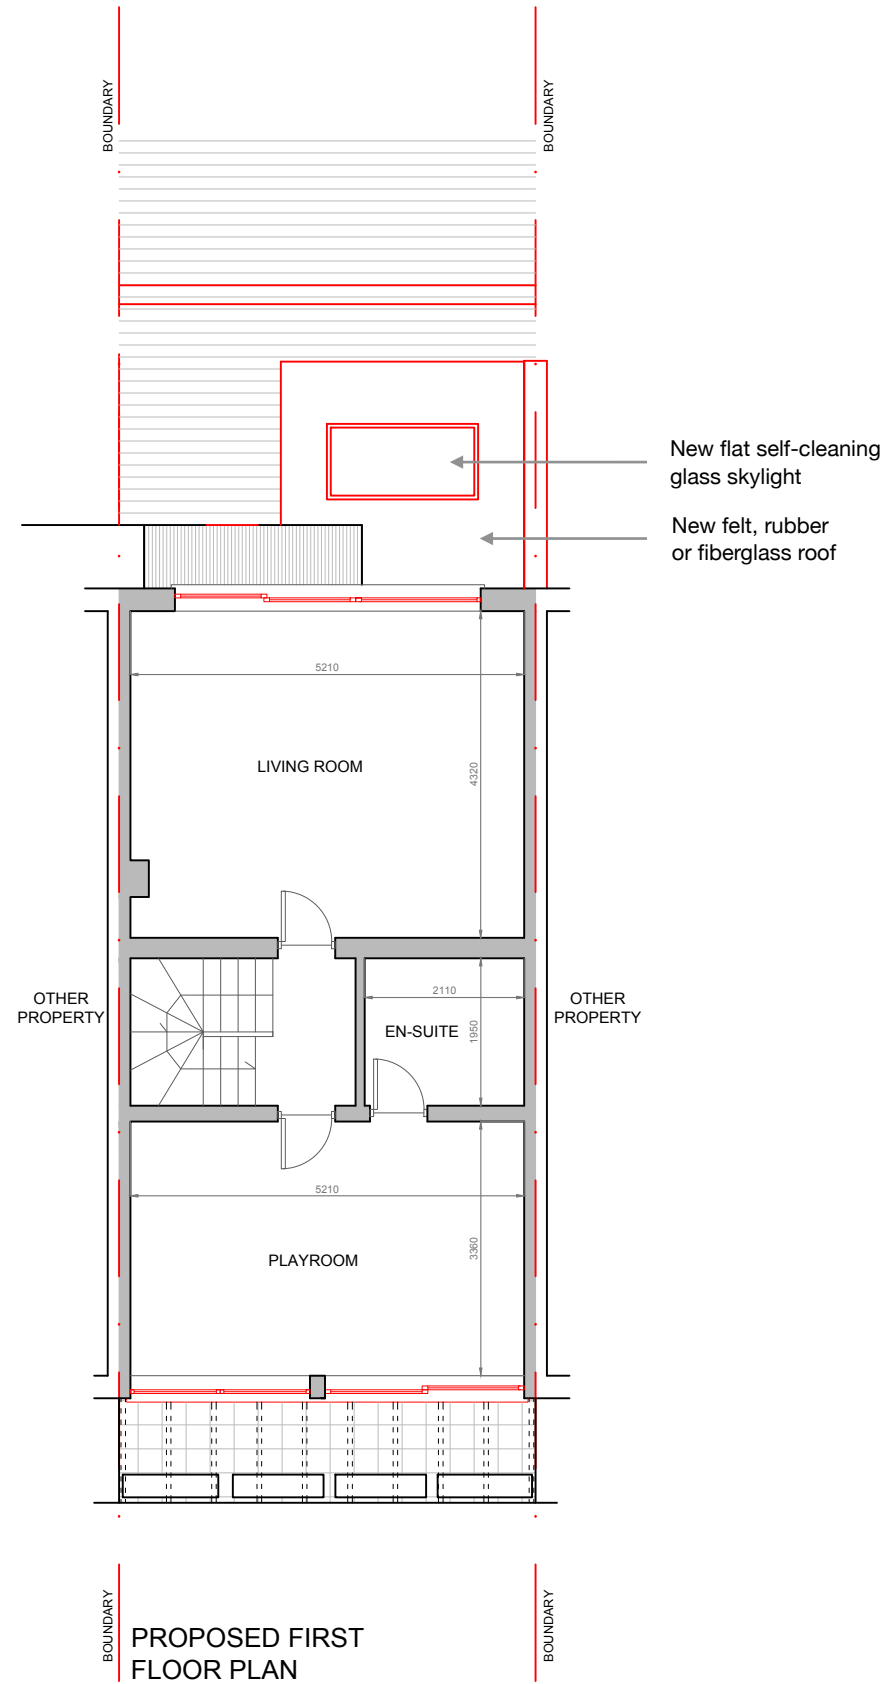 BOUNDARY
BOUNDARY
New flat self-cleaning
glass skylight
New felt, rubber
or fiberglass roof
5210
LIVING ROOM
4320
OTHER
PROPERTY
2110
EN-SUITE
1950
OTHER
PROPERTY
5210
PLAYROOM
3360
BOUNDARY
PROPOSED FIRST
FLOOR PLAN
BOUNDARY